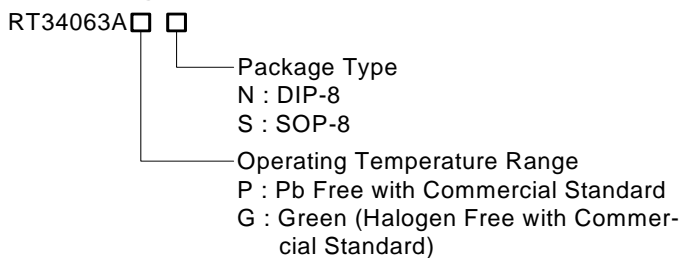 RT34063A□ □
Package Type
N : DIP-8
S : SOP-8
Operating Temperature Range
P : Pb Free with Commercial Standard
G : Green (Halogen Free with Commer-
cial Standard)